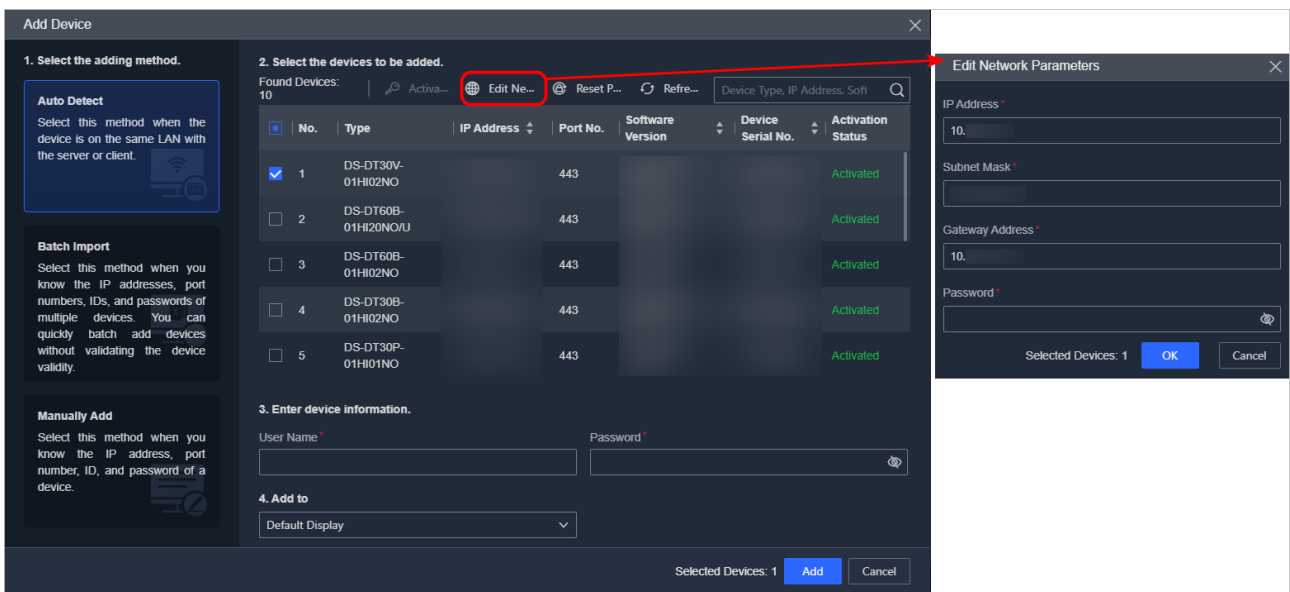 Add Device
1. Select the adding method.
Auto Detect
Select this method when the
device is on the same LAN with
the server or client.
Batch Import
Select this method when you
know the IP addresses, port
numbers, IDs, and passwords of
multiple devices. You can
quickly batch add devices
without validating the device
validity.
Manually Add
Select this method when you
know the IP address, port
number, ID, and password of a
device.
2. Select the devices to be added.
Found Devices:
10
Activa...
Edit Ne...
Reset P...
Refre...
Device Type, IP Address, Soft
No.
Type
IP Address
Port No.
Software
Version
Device
Serial No.
Activation
Status
1
DS-DT30V-
01HI02NO
443
Activated
2
DS-DT60B-
01HI20NO/U
443
Activated
3
DS-DT60B-
01HI02NO
443
Activated
4
DS-DT30B-
01HI02NO
443
Activated
5
DS-DT30P-
01HI01NO
443
Activated
3. Enter device information.
User Name*
Password*
4. Add to
Default Display
Selected Devices: 1
Add
Cancel
Edit Network Parameters
IP Address*
10.
Subnet Mask*
Gateway Address*
10.
Password*
Selected Devices: 1
OK
Cancel